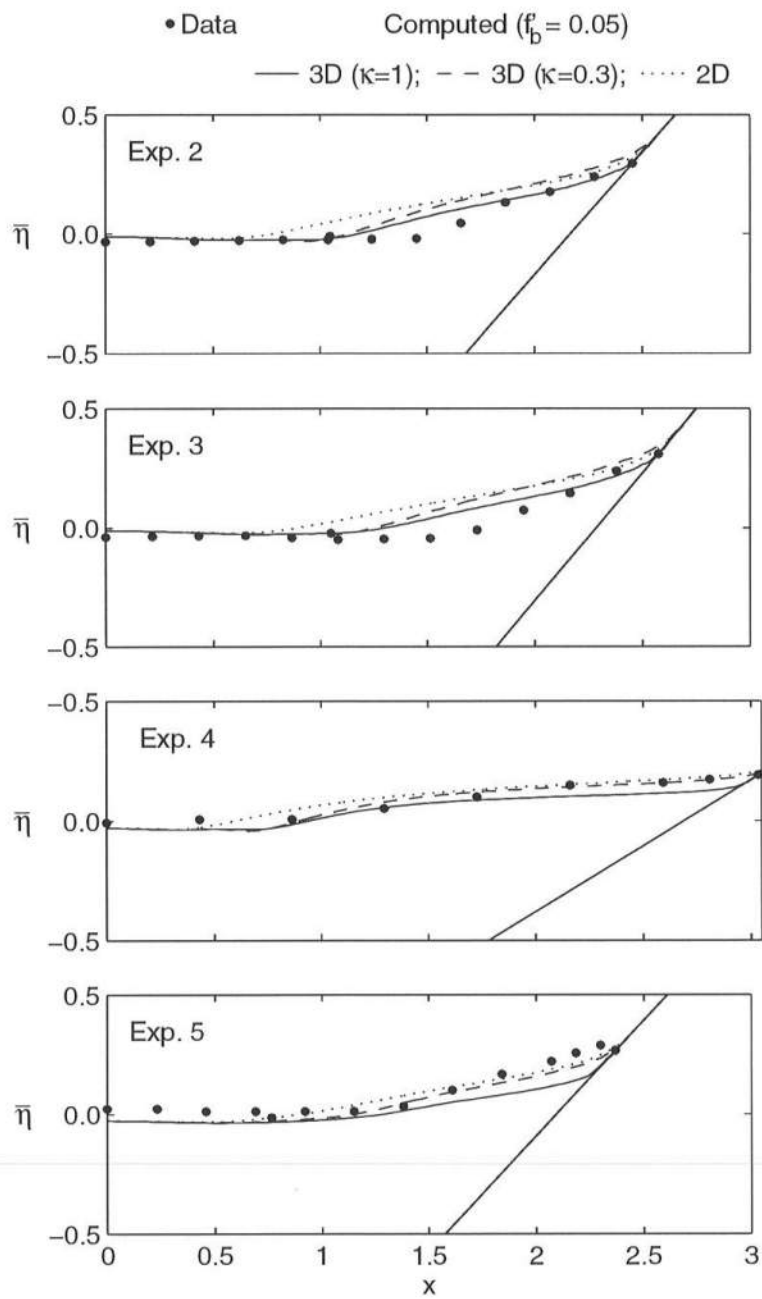 • Data Computed (f'b = 0.05)
— 3D (κ=1); – – 3D (κ=0.3); ····· 2D
0.5
Exp. 2
η̅
0.0
−0.5
0.5
Exp. 3
η̅
0.0
−0.5
−0.5
Exp. 4
η̅
0.0
−0.5
0.5
Exp. 5
η̅
0.0
−0.5
0 0.5 1 1.5 2 2.5 3
x